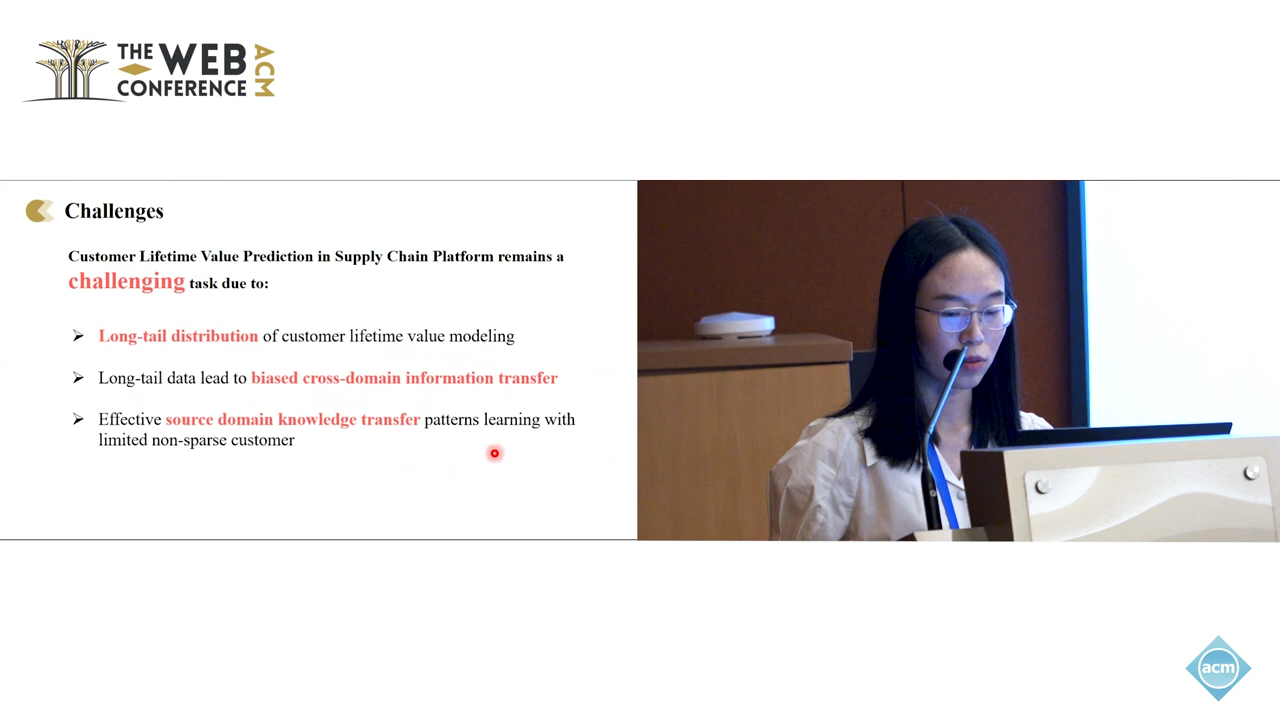 THE WEB
CONFERENCE
ACM
Challenges
Customer Lifetime Value Prediction in Supply Chain Platform remains a
challenging task due to:
Long-tail distribution of customer lifetime value modeling
Long-tail data lead to biased cross-domain information transfer
Effective source domain knowledge transfer patterns learning with
limited non-sparse customer
acm